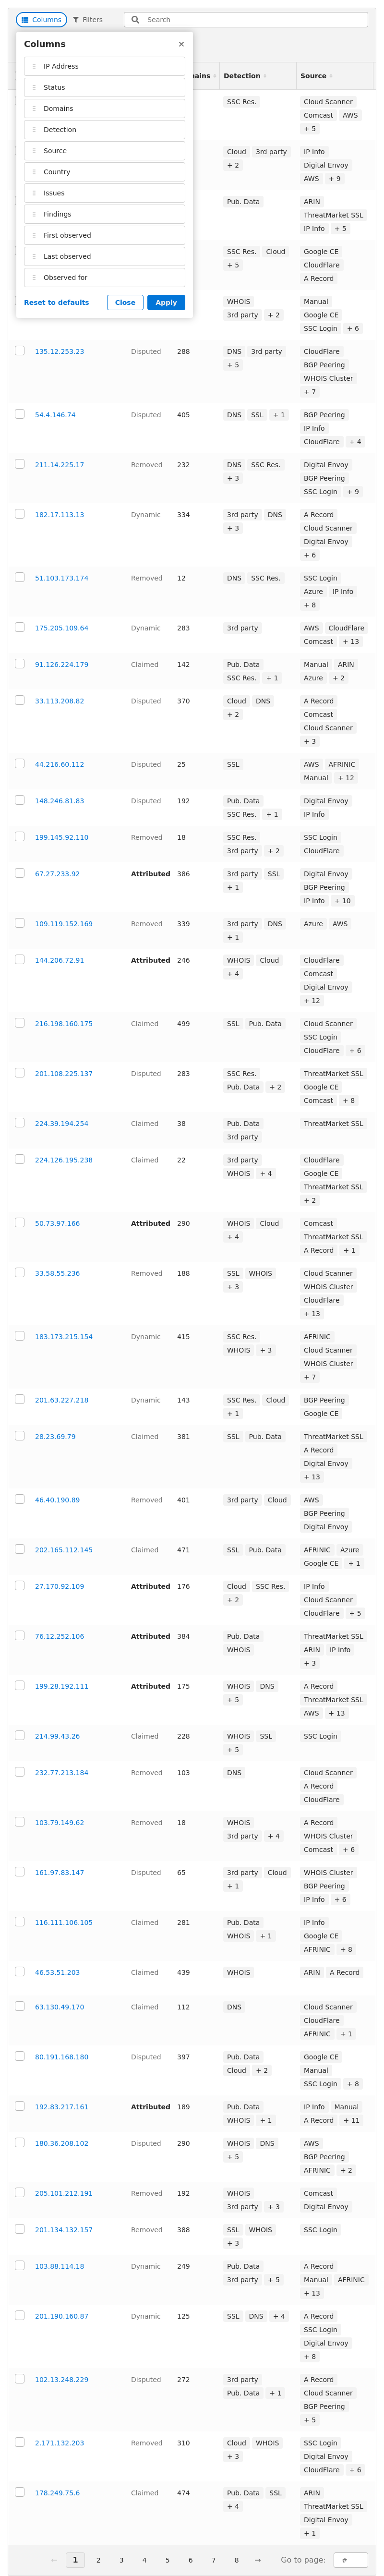 Columns Filters Search
Columns ×
IP Address
Status
Domains
Detection
Source
Country
Issues
Findings
First observed
Last observed
Observed for
Reset to defaults Close Apply
ains Detection Source
SSC Res. Cloud Scanner
Comcast AWS
+ 5
Cloud 3rd party IP Info
+ 2 Digital Envoy
AWS + 9
Pub. Data ARIN
ThreatMarket SSL
IP Info + 5
SSC Res. Cloud Google CE
+ 5 CloudFlare
A Record
WHOIS Manual
3rd party + 2 Google CE
SSC Login + 6
135.12.253.23 Disputed 288 DNS 3rd party CloudFlare
+ 5 BGP Peering
WHOIS Cluster
+ 7
54.4.146.74 Disputed 405 DNS SSL + 1 BGP Peering
IP Info
CloudFlare + 4
211.14.225.17 Removed 232 DNS SSC Res. Digital Envoy
+ 3 BGP Peering
SSC Login + 9
182.17.113.13 Dynamic 334 3rd party DNS A Record
+ 3 Cloud Scanner
Digital Envoy
+ 6
51.103.173.174 Removed 12 DNS SSC Res. SSC Login
Azure IP Info
+ 8
175.205.109.64 Dynamic 283 3rd party AWS CloudFlare
Comcast + 13
91.126.224.179 Claimed 142 Pub. Data Manual ARIN
SSC Res. + 1 Azure + 2
33.113.208.82 Disputed 370 Cloud DNS A Record
+ 2 Comcast
Cloud Scanner
+ 3
44.216.60.112 Disputed 25 SSL AWS AFRINIC
Manual + 12
148.246.81.83 Disputed 192 Pub. Data Digital Envoy
SSC Res. + 1 IP Info
199.145.92.110 Removed 18 SSC Res. SSC Login
3rd party + 2 CloudFlare
67.27.233.92 Attributed 386 3rd party SSL Digital Envoy
+ 1 BGP Peering
IP Info + 10
109.119.152.169 Removed 339 3rd party DNS Azure AWS
+ 1
144.206.72.91 Attributed 246 WHOIS Cloud CloudFlare
+ 4 Comcast
Digital Envoy
+ 12
216.198.160.175 Claimed 499 SSL Pub. Data Cloud Scanner
SSC Login
CloudFlare + 6
201.108.225.137 Disputed 283 SSC Res. ThreatMarket SSL
Pub. Data + 2 Google CE
Comcast + 8
224.39.194.254 Claimed 38 Pub. Data ThreatMarket SSL
3rd party
224.126.195.238 Claimed 22 3rd party CloudFlare
WHOIS + 4 Google CE
ThreatMarket SSL
+ 2
50.73.97.166 Attributed 290 WHOIS Cloud Comcast
+ 4 ThreatMarket SSL
A Record + 1
33.58.55.236 Removed 188 SSL WHOIS Cloud Scanner
+ 3 WHOIS Cluster
CloudFlare
+ 13
183.173.215.154 Dynamic 415 SSC Res. AFRINIC
WHOIS + 3 Cloud Scanner
WHOIS Cluster
+ 7
201.63.227.218 Dynamic 143 SSC Res. Cloud BGP Peering
+ 1 Google CE
28.23.69.79 Claimed 381 SSL Pub. Data ThreatMarket SSL
A Record
Digital Envoy
+ 13
46.40.190.89 Removed 401 3rd party Cloud AWS
BGP Peering
Digital Envoy
202.165.112.145 Claimed 471 SSL Pub. Data AFRINIC Azure
Google CE + 1
27.170.92.109 Attributed 176 Cloud SSC Res. IP Info
+ 2 Cloud Scanner
CloudFlare + 5
76.12.252.106 Attributed 384 Pub. Data ThreatMarket SSL
WHOIS ARIN IP Info
+ 3
199.28.192.111 Attributed 175 WHOIS DNS A Record
+ 5 ThreatMarket SSL
AWS + 13
214.99.43.26 Claimed 228 WHOIS SSL SSC Login
+ 5
232.77.213.184 Removed 103 DNS Cloud Scanner
A Record
CloudFlare
103.79.149.62 Removed 18 WHOIS A Record
3rd party + 4 WHOIS Cluster
Comcast + 6
161.97.83.147 Disputed 65 3rd party Cloud WHOIS Cluster
+ 1 BGP Peering
IP Info + 6
116.111.106.105 Claimed 281 Pub. Data IP Info
WHOIS + 1 Google CE
AFRINIC + 8
46.53.51.203 Claimed 439 WHOIS ARIN A Record
63.130.49.170 Claimed 112 DNS Cloud Scanner
CloudFlare
AFRINIC + 1
80.191.168.180 Disputed 397 Pub. Data Google CE
Cloud + 2 Manual
SSC Login + 8
192.83.217.161 Attributed 189 Pub. Data IP Info Manual
WHOIS + 1 A Record + 11
180.36.208.102 Disputed 290 WHOIS DNS AWS
+ 5 BGP Peering
AFRINIC + 2
205.101.212.191 Removed 192 WHOIS Comcast
3rd party + 3 Digital Envoy
201.134.132.157 Removed 388 SSL WHOIS SSC Login
+ 3
103.88.114.18 Dynamic 249 Pub. Data A Record
3rd party + 5 Manual AFRINIC
+ 13
201.190.160.87 Dynamic 125 SSL DNS + 4 A Record
SSC Login
Digital Envoy
+ 8
102.13.248.229 Disputed 272 3rd party A Record
Pub. Data + 1 Cloud Scanner
BGP Peering
+ 5
2.171.132.203 Removed 310 Cloud WHOIS SSC Login
+ 3 Digital Envoy
CloudFlare + 6
178.249.75.6 Claimed 474 Pub. Data SSL ARIN
+ 4 ThreatMarket SSL
Digital Envoy
+ 1
← 1 2 3 4 5 6 7 8 → Go to page: #